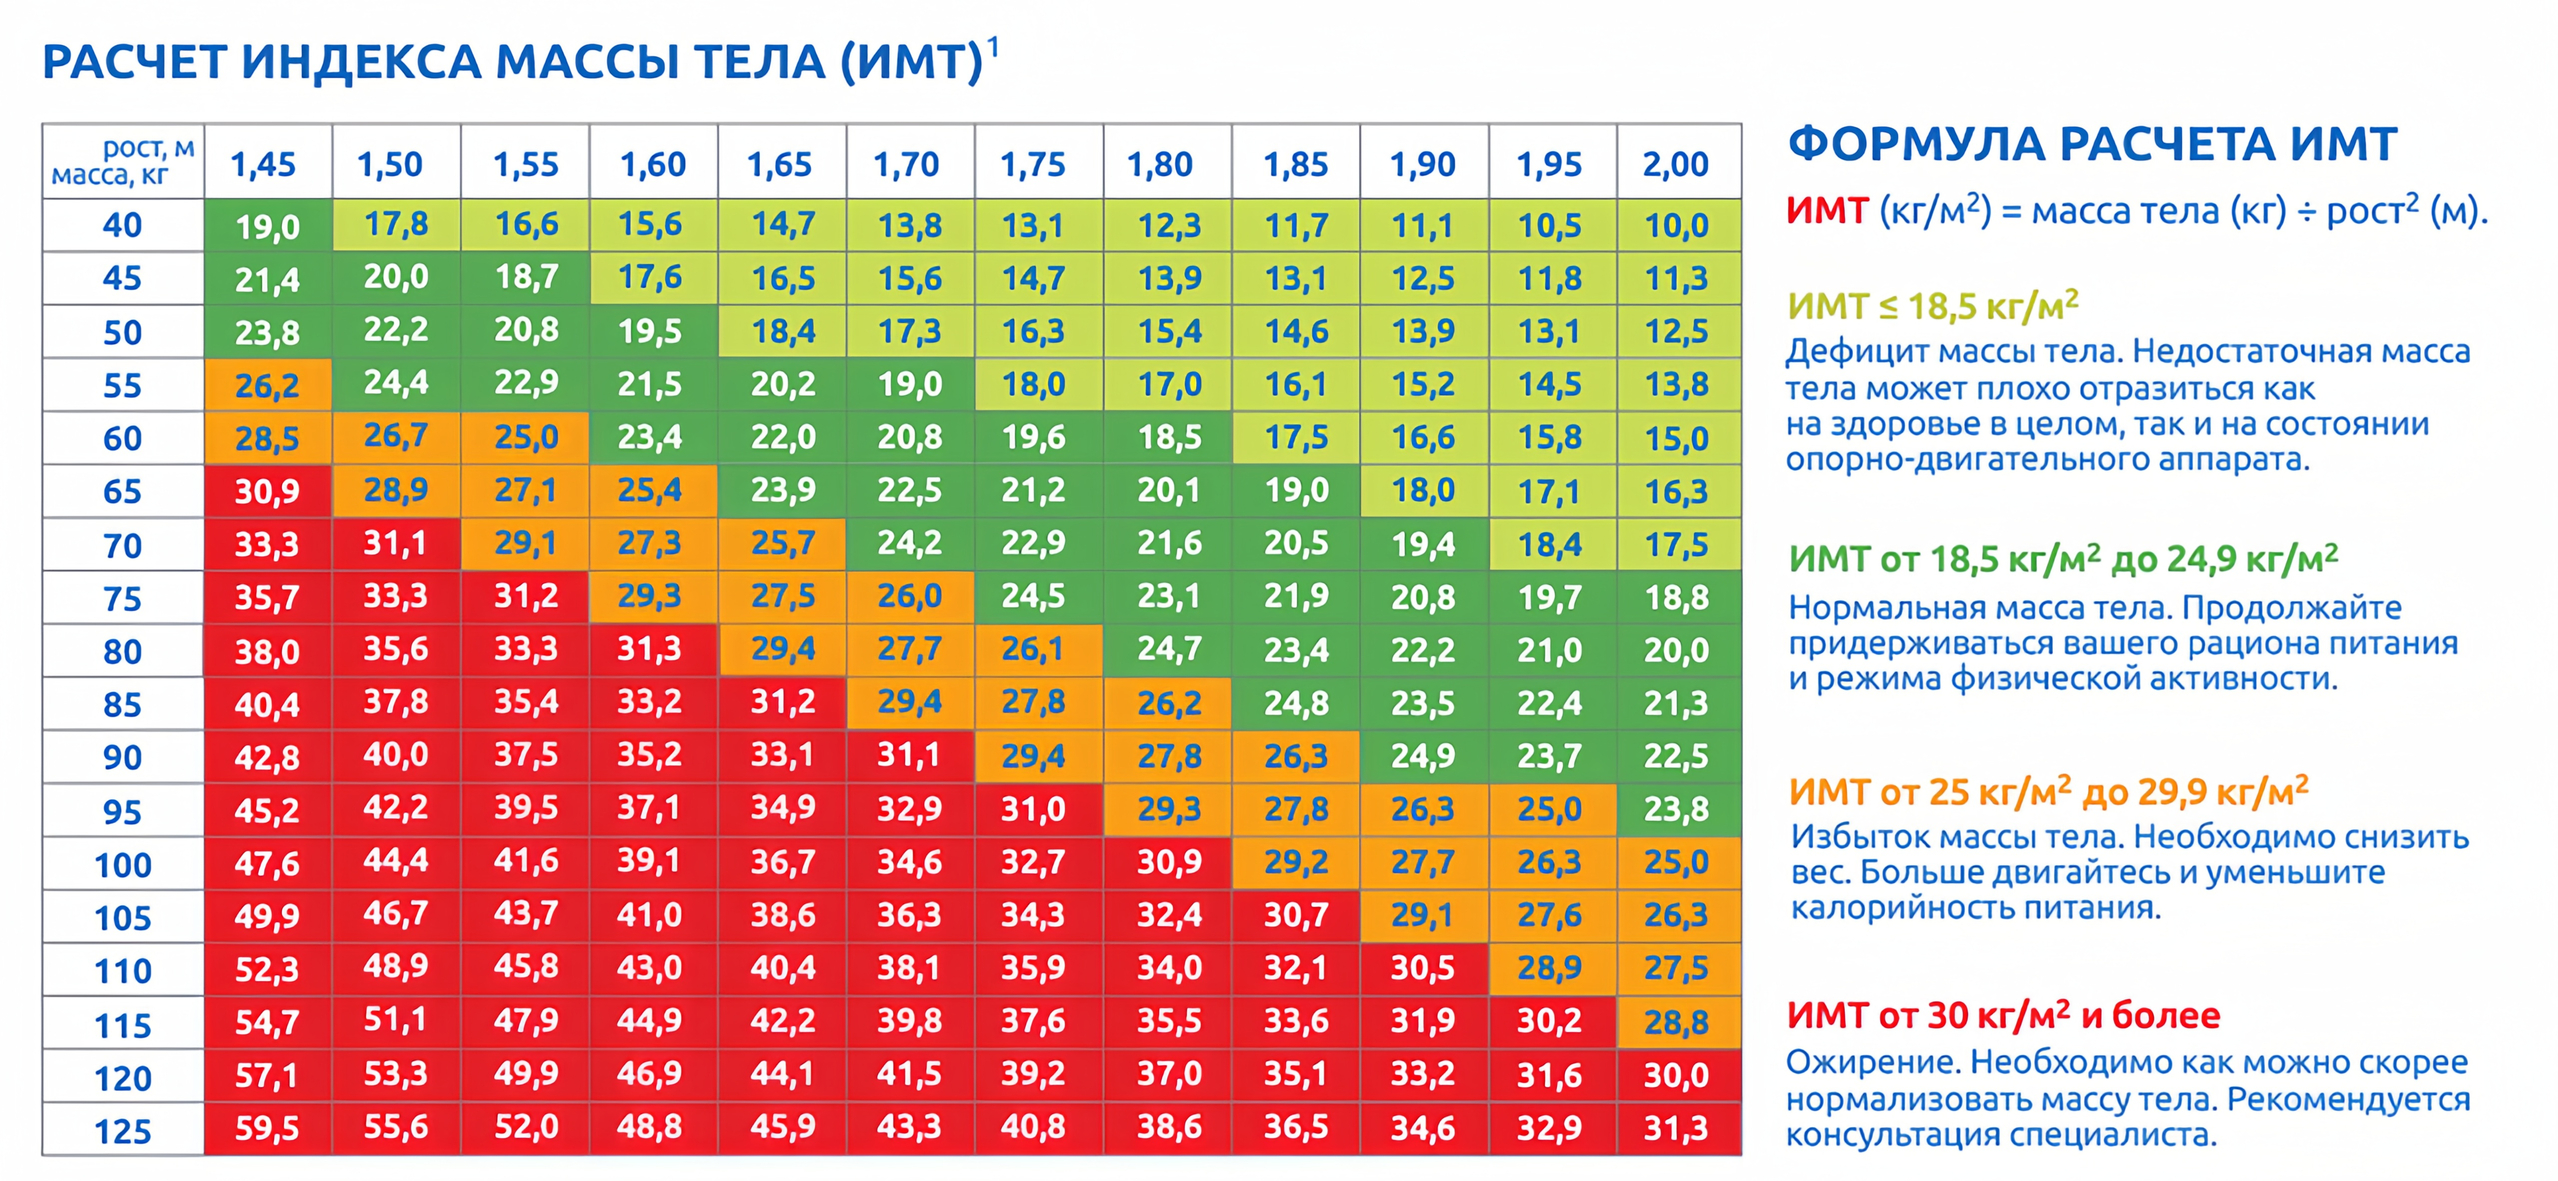 РАСЧЕТ ИНДЕКСА МАССЫ ТЕЛА (ИМТ)¹
рост, м
масса, кг 1,45 1,50 1,55 1,60 1,65 1,70 1,75 1,80 1,85 1,90 1,95 2,00
40 19,0 17,8 16,6 15,6 14,7 13,8 13,1 12,3 11,7 11,1 10,5 10,0
45 21,4 20,0 18,7 17,6 16,5 15,6 14,7 13,9 13,1 12,5 11,8 11,3
50 23,8 22,2 20,8 19,5 18,4 17,3 16,3 15,4 14,6 13,9 13,1 12,5
55 26,2 24,4 22,9 21,5 20,2 19,0 18,0 17,0 16,1 15,2 14,5 13,8
60 28,5 26,7 25,0 23,4 22,0 20,8 19,6 18,5 17,5 16,6 15,8 15,0
65 30,9 28,9 27,1 25,4 23,9 22,5 21,2 20,1 19,0 18,0 17,1 16,3
70 33,3 31,1 29,1 27,3 25,7 24,2 22,9 21,6 20,5 19,4 18,4 17,5
75 35,7 33,3 31,2 29,3 27,5 26,0 24,5 23,1 21,9 20,8 19,7 18,8
80 38,0 35,6 33,3 31,3 29,4 27,7 26,1 24,7 23,4 22,2 21,0 20,0
85 40,4 37,8 35,4 33,2 31,2 29,4 27,8 26,2 24,8 23,5 22,4 21,3
90 42,8 40,0 37,5 35,2 33,1 31,1 29,4 27,8 26,3 24,9 23,7 22,5
95 45,2 42,2 39,5 37,1 34,9 32,9 31,0 29,3 27,8 26,3 25,0 23,8
100 47,6 44,4 41,6 39,1 36,7 34,6 32,7 30,9 29,2 27,7 26,3 25,0
105 49,9 46,7 43,7 41,0 38,6 36,3 34,3 32,4 30,7 29,1 27,6 26,3
110 52,3 48,9 45,8 43,0 40,4 38,1 35,9 34,0 32,1 30,5 28,9 27,5
115 54,7 51,1 47,9 44,9 42,2 39,8 37,6 35,5 33,6 31,9 30,2 28,8
120 57,1 53,3 49,9 46,9 44,1 41,5 39,2 37,0 35,1 33,2 31,6 30,0
125 59,5 55,6 52,0 48,8 45,9 43,3 40,8 38,6 36,5 34,6 32,9 31,3
ФОРМУЛА РАСЧЕТА ИМТ
ИМТ (кг/м²) = масса тела (кг) ÷ рост² (м).
ИМТ ≤ 18,5 кг/м²
Дефицит массы тела. Недостаточная масса
тела может плохо отразиться как
на здоровье в целом, так и на состоянии
опорно-двигательного аппарата.
ИМТ от 18,5 кг/м² до 24,9 кг/м²
Нормальная масса тела. Продолжайте
придерживаться вашего рациона питания
и режима физической активности.
ИМТ от 25 кг/м² до 29,9 кг/м²
Избыток массы тела. Необходимо снизить
вес. Больше двигайтесь и уменьшите
калорийность питания.
ИМТ от 30 кг/м² и более
Ожирение. Необходимо как можно скорее
нормализовать массу тела. Рекомендуется
консультация специалиста.